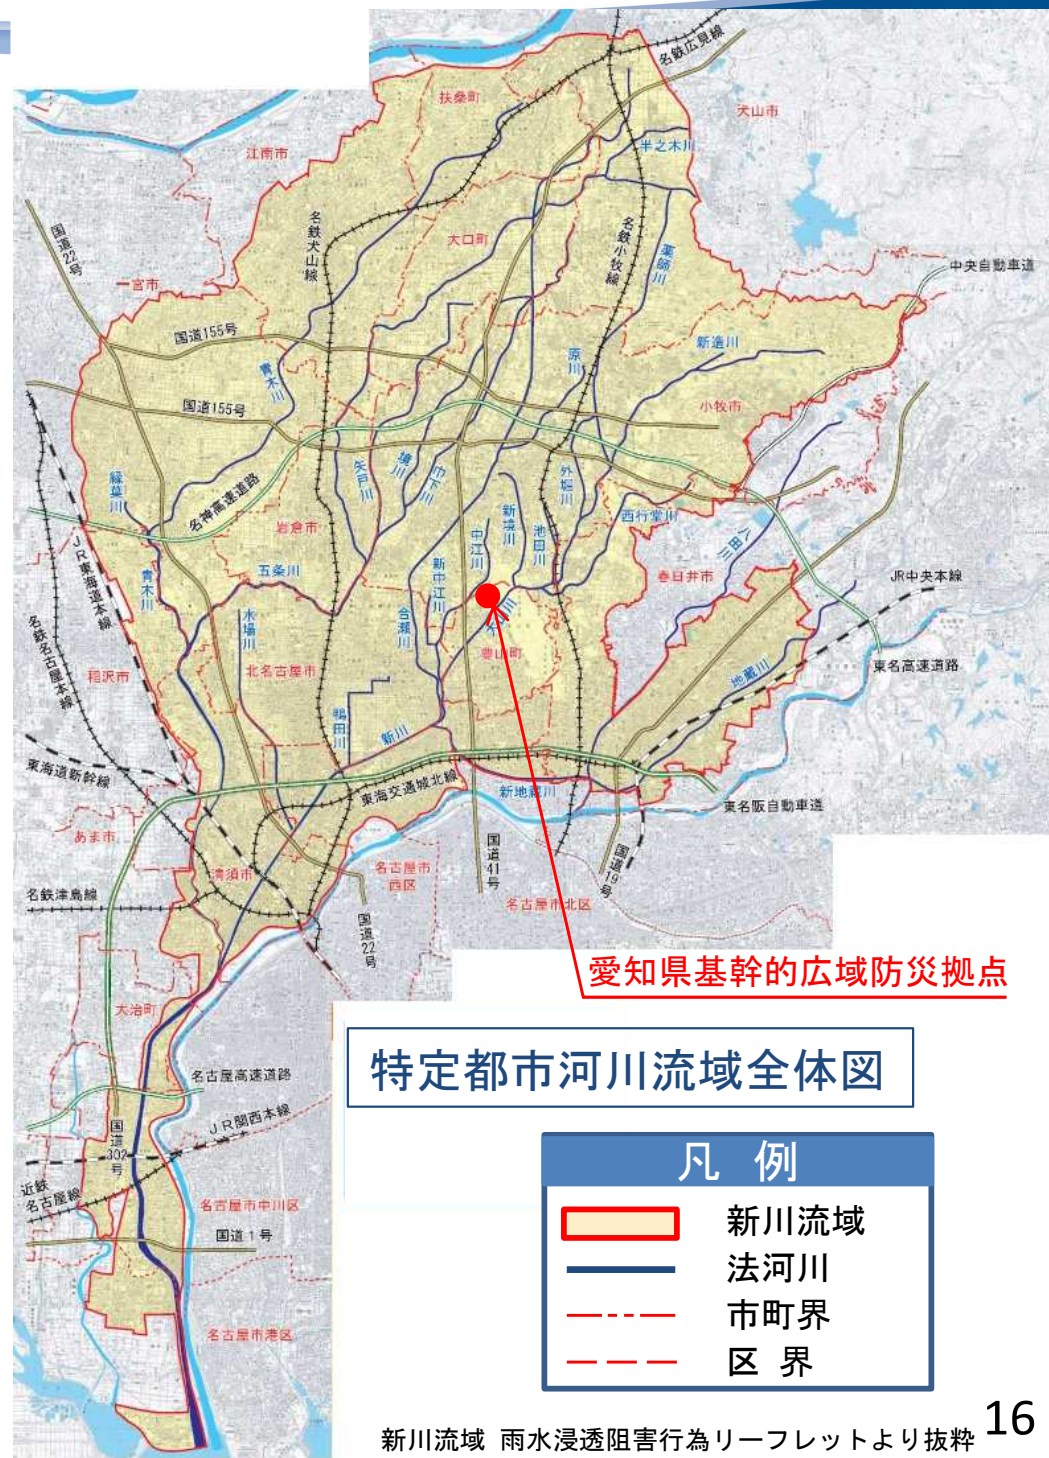 名鉄広見線
扶桑町
犬山市
江南市
半之木川
国道22号
名鉄犬山線
大口町
名鉄小牧線
薬師川
中央自動車道
一宮市
国道155号
青木川
原川
新造川
国道155号
小牧市
縁葉川
名神高速道路
矢戸川
境川
巾下川
外堀川
新境川
池田川
中江川
西行堂川
八田川
岩倉市
JR東海道本線
五条川
青木川
新中江川
春日井市
JR中央本線
名鉄名古屋本線
水場川
合瀬川
豊山町
稲沢市
北名古屋市
東名高速道路
地蔵川
鴨田川
新川
東海道新幹線
東海交通城北線
新地蔵川
東名阪自動車道
あま市
国道41号
国道19号
清須市
名古屋市西区
名古屋市北区
名鉄津島線
国道22号
愛知県基幹的広域防災拠点
大治町
特定都市河川流域全体図
名古屋高速道路
JR関西本線
国道302号
近鉄名古屋線
名古屋市中川区
国道1号
名古屋市港区
凡 例
新川流域
法河川
市町界
区 界
新川流域 雨水浸透阻害行為リーフレットより抜粋
16